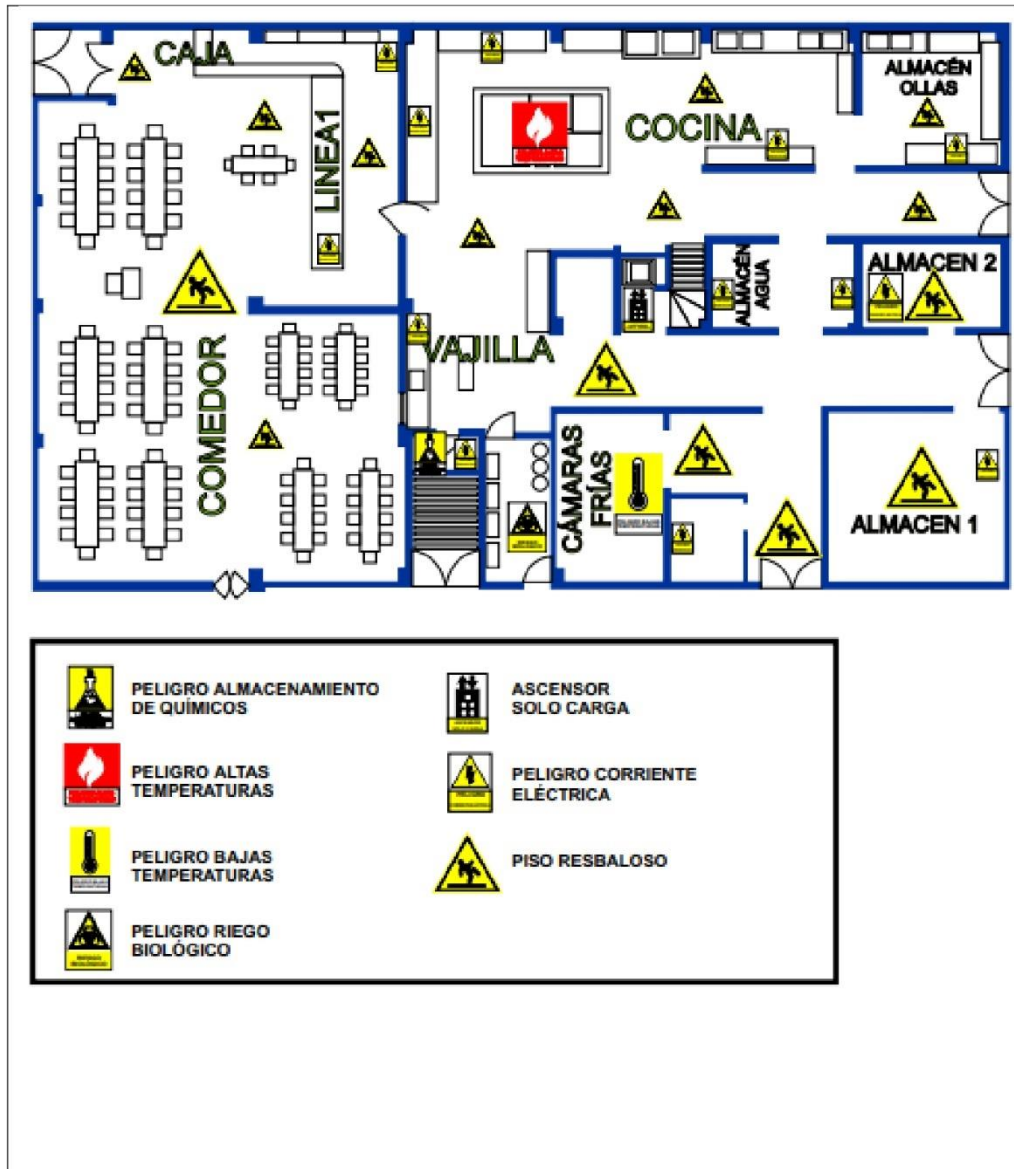 CAJA
LINEA1
COCINA
ALMACÉN
OLLAS
ALMACÉN
AGUA
ALMACEN 2
VAJILLA
COMEDOR
CÁMARAS
FRÍAS
ALMACEN 1
PELIGRO ALMACENAMIENTO
DE QUÍMICOS
PELIGRO ALTAS
TEMPERATURAS
PELIGRO BAJAS
TEMPERATURAS
PELIGRO RIEGO
BIOLÓGICO
ASCENSOR
SOLO CARGA
PELIGRO CORRIENTE
ELÉCTRICA
PISO RESBALOSO